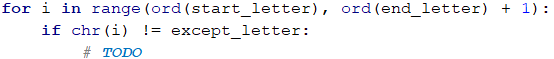 for i in range(ord(start_letter), ord(end_letter) + 1):
    if chr(i) != except_letter:
        # TODO